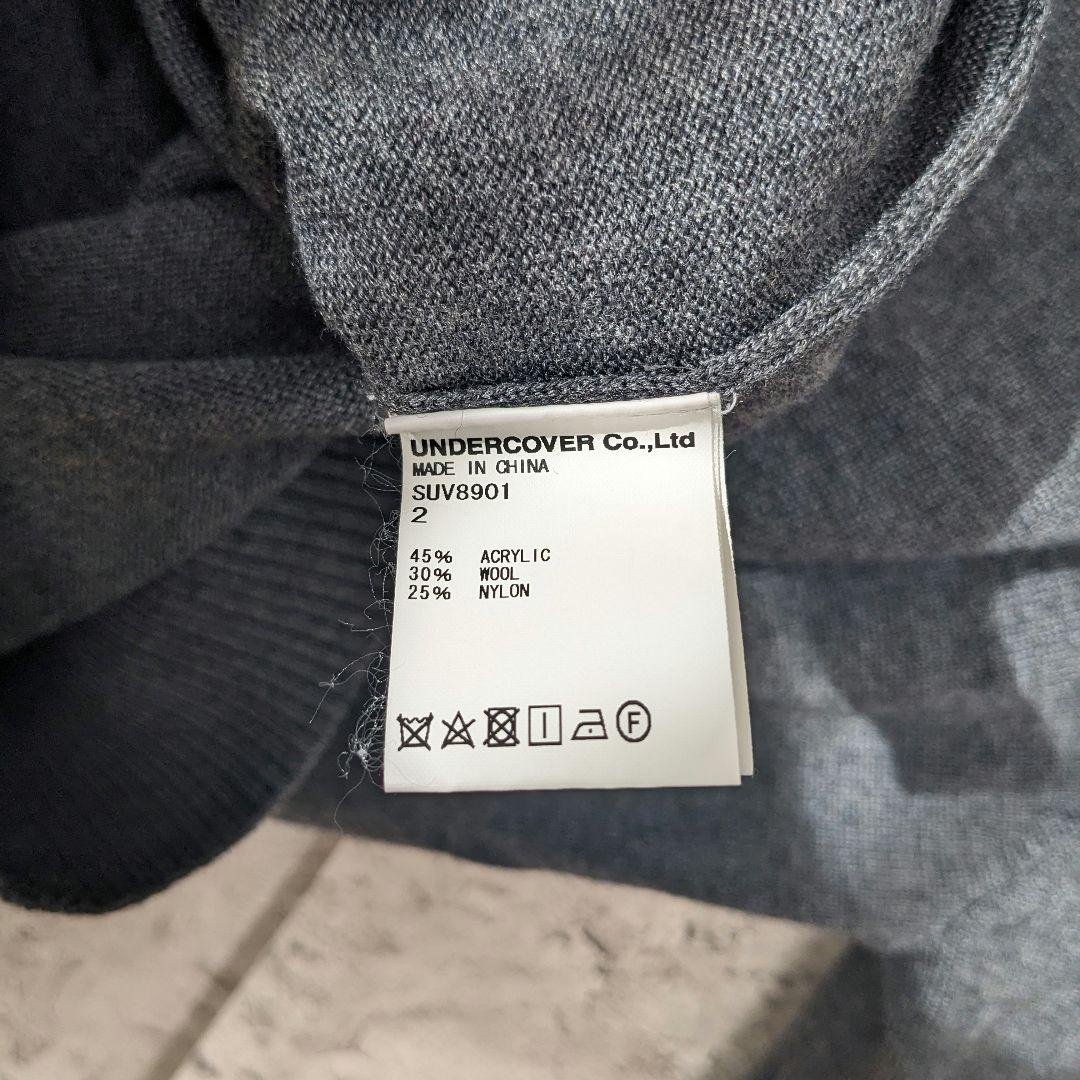 UNDERCOVER Co.,Ltd
MADE IN CHINA
SUV8901
2
45% ACRYLIC
30% WOOL
25% NYLON
F